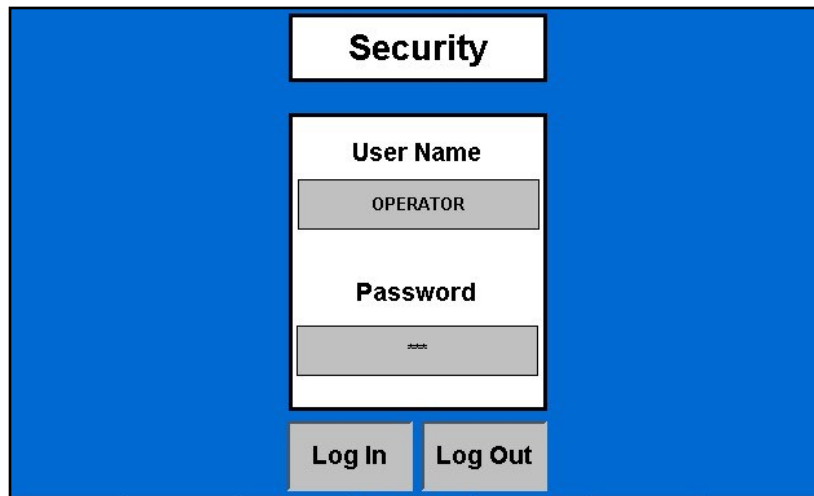 Security
User Name
OPERATOR
Password
***
Log In
Log Out